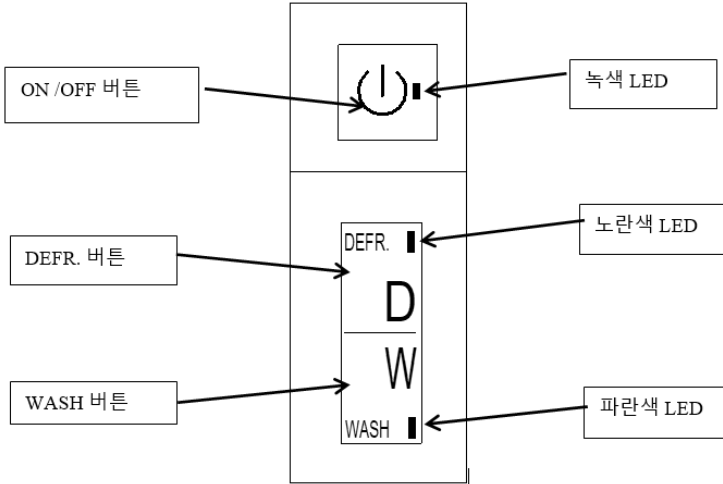 ON /OFF 버튼
녹색 LED
DEFR. 버튼
DEFR.
노란색 LED
D
W
WASH 버튼
WASH
파란색 LED